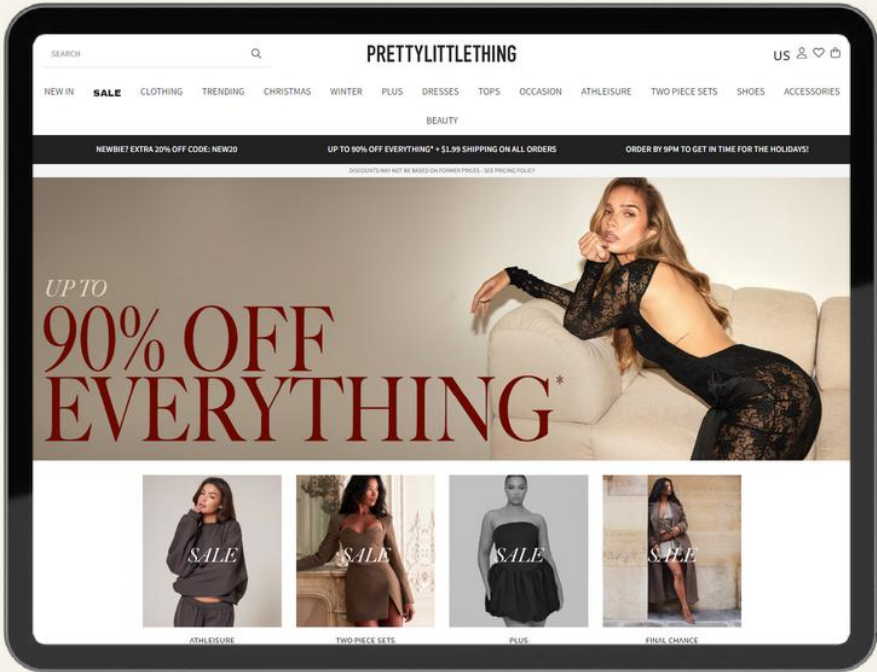 SEARCH
PRETTYLITTLETHING
US
NEW IN SALE CLOTHING TRENDING CHRISTMAS WINTER PLUS DRESSES TOPS OCCASION ATHLEISURE TWO PIECE SETS SHOES ACCESSORIES
BEAUTY
NEWBIE? EXTRA 20% OFF CODE: NEW20 UP TO 90% OFF EVERYTHING* + $1.99 SHIPPING ON ALL ORDERS ORDER BY 9PM TO GET IN TIME FOR THE HOLIDAYS!
DISCOUNTS MAY NOT BE BASED ON FORMER PRICES - SEE PRICING POLICY
UP TO
90% OFF
EVERYTHING*
SALE SALE SALE SALE
ATHLEISURE TWO PIECE SETS PLUS FINAL CHANCE